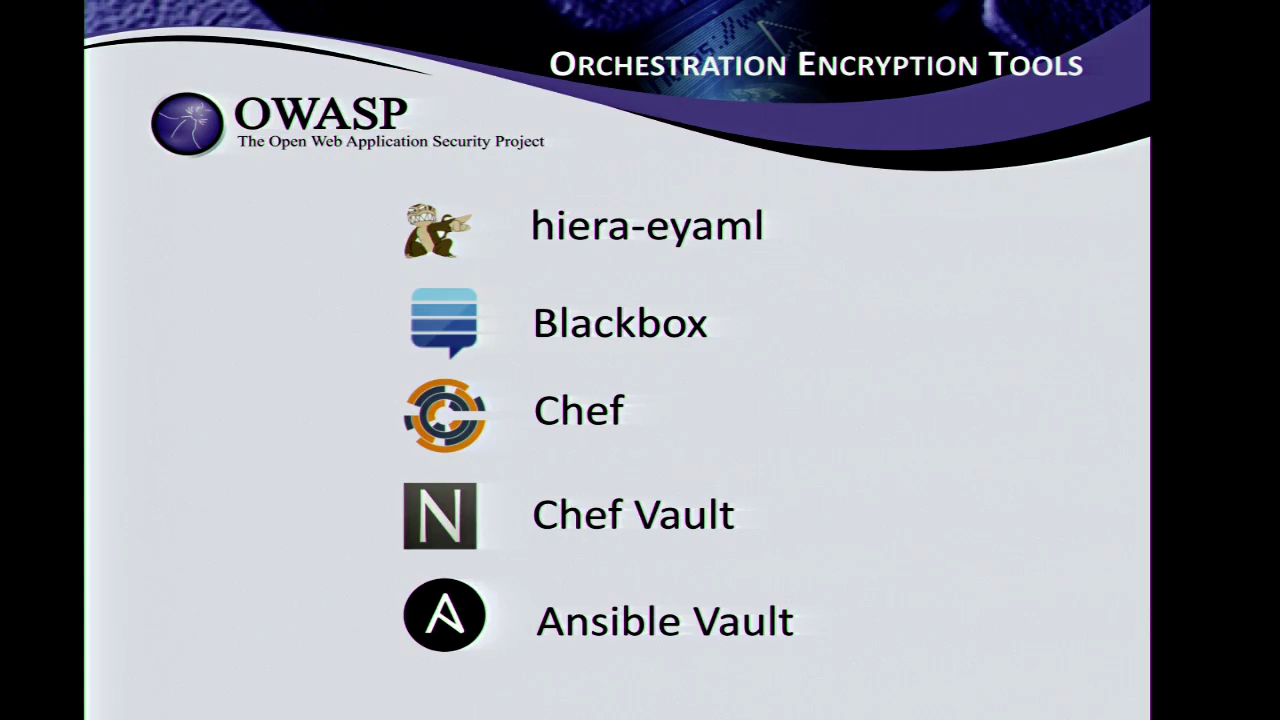 ORCHESTRATION ENCRYPTION TOOLS
OWASP
The Open Web Application Security Project
hiera-eyaml
Blackbox
Chef
N
Chef Vault
A
Ansible Vault